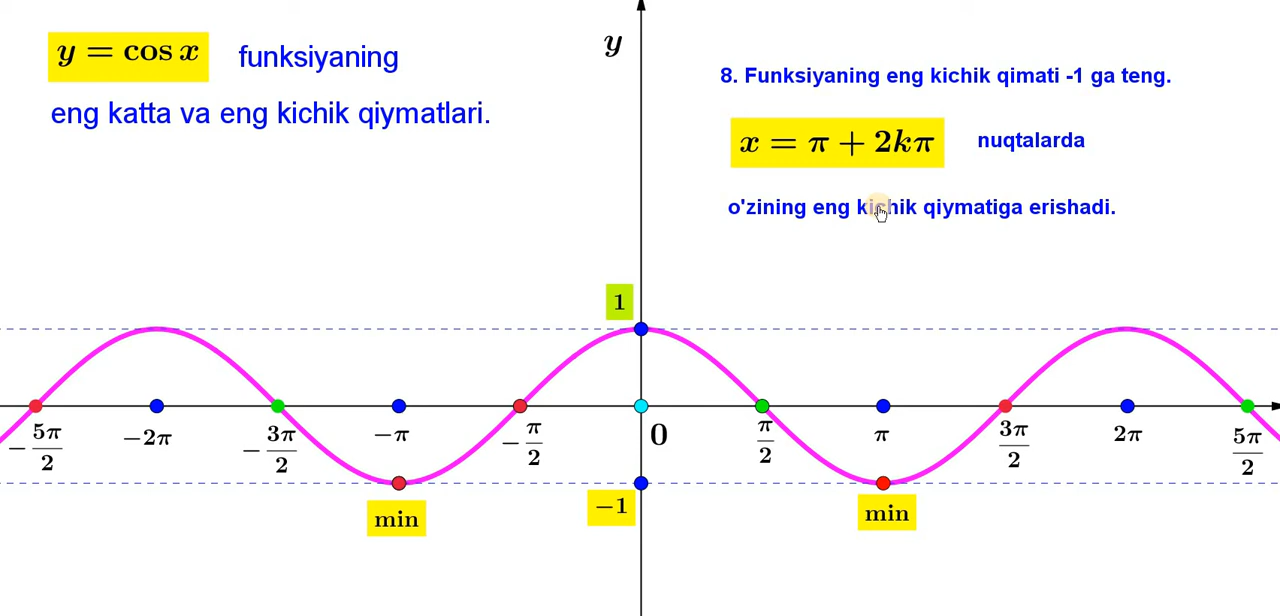 y = cos x funksiyaning
eng katta va eng kichik qiymatlari.
y
8. Funksiyaning eng kichik qimati -1 ga teng.
x = π + 2kπ nuqtalarda
o'zining eng kichik qiymatiga erishadi.
1
−5π/2 −2π −3π/2 −π −π/2 0 π/2 π 3π/2 2π 5π/2
min −1 min